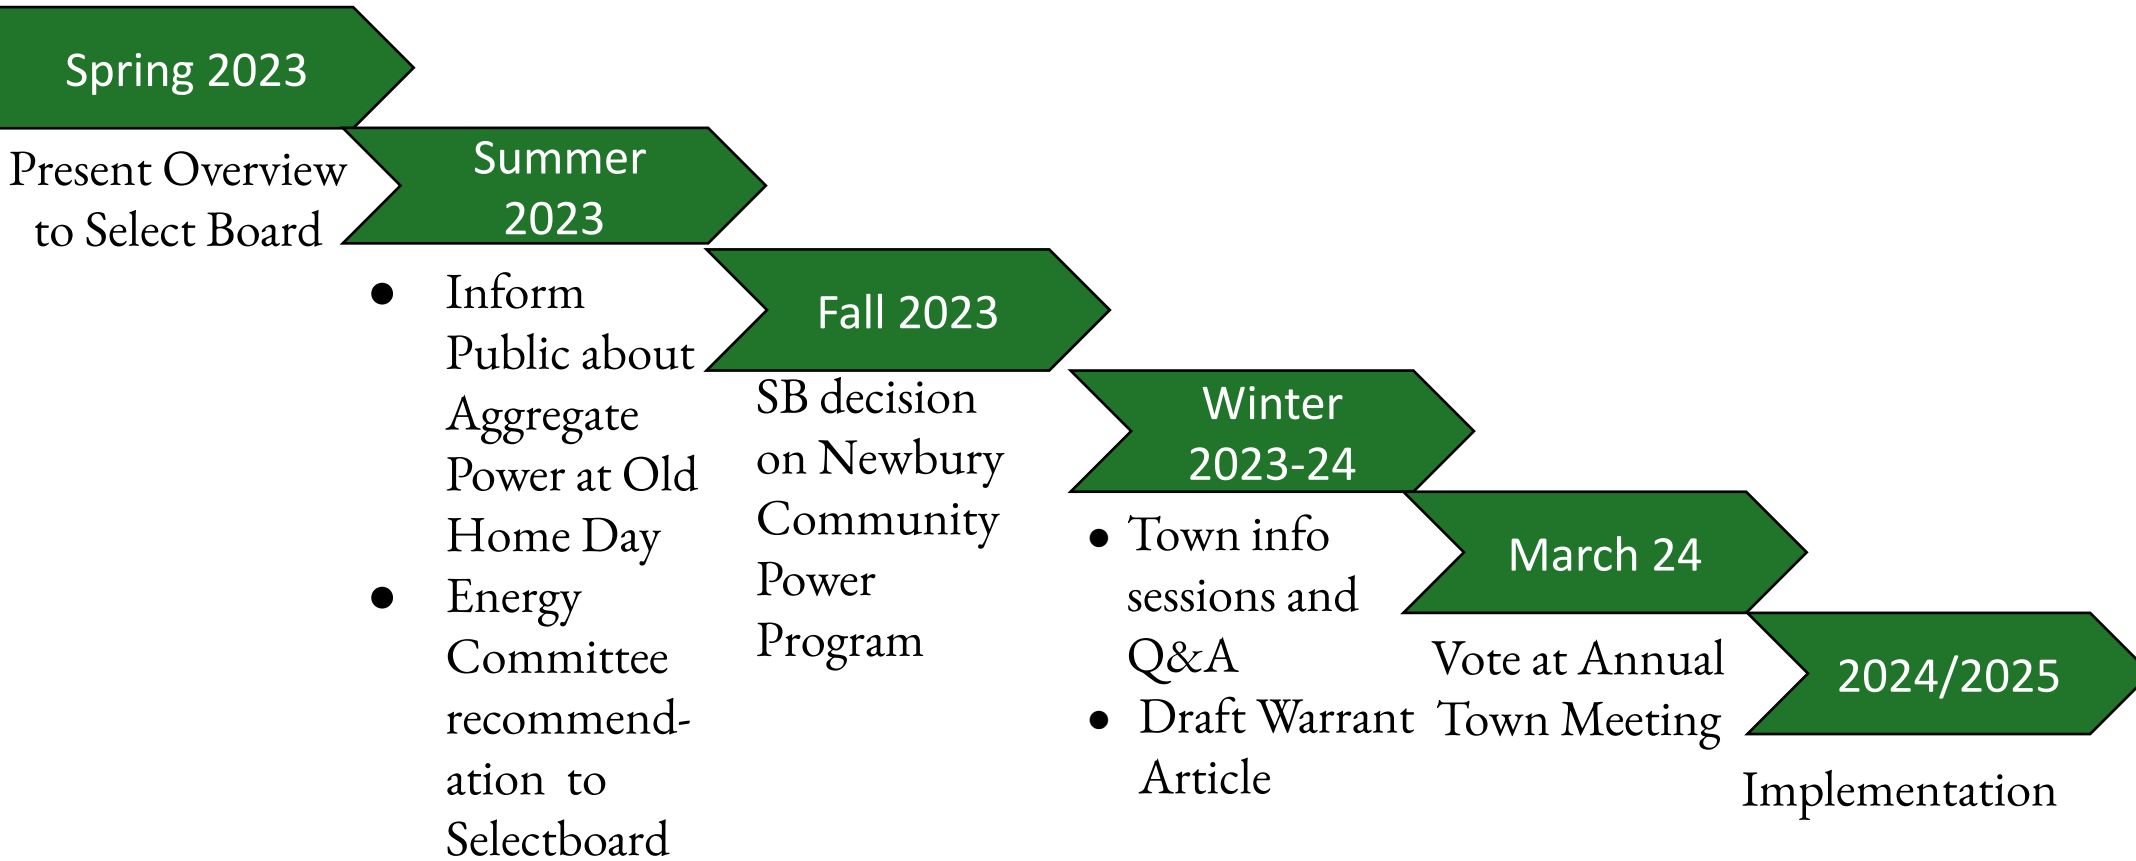 Spring 2023
Present Overview
to Select Board
Summer
2023
● Inform
Public about
Aggregate
Power at Old
Home Day
● Energy
Committee
recommend-
ation to
Selectboard
Fall 2023
SB decision
on Newbury
Community
Power
Program
Winter
2023-24
● Town info
sessions and
Q&A
● Draft Warrant
Article
March 24
Vote at Annual
Town Meeting
2024/2025
Implementation